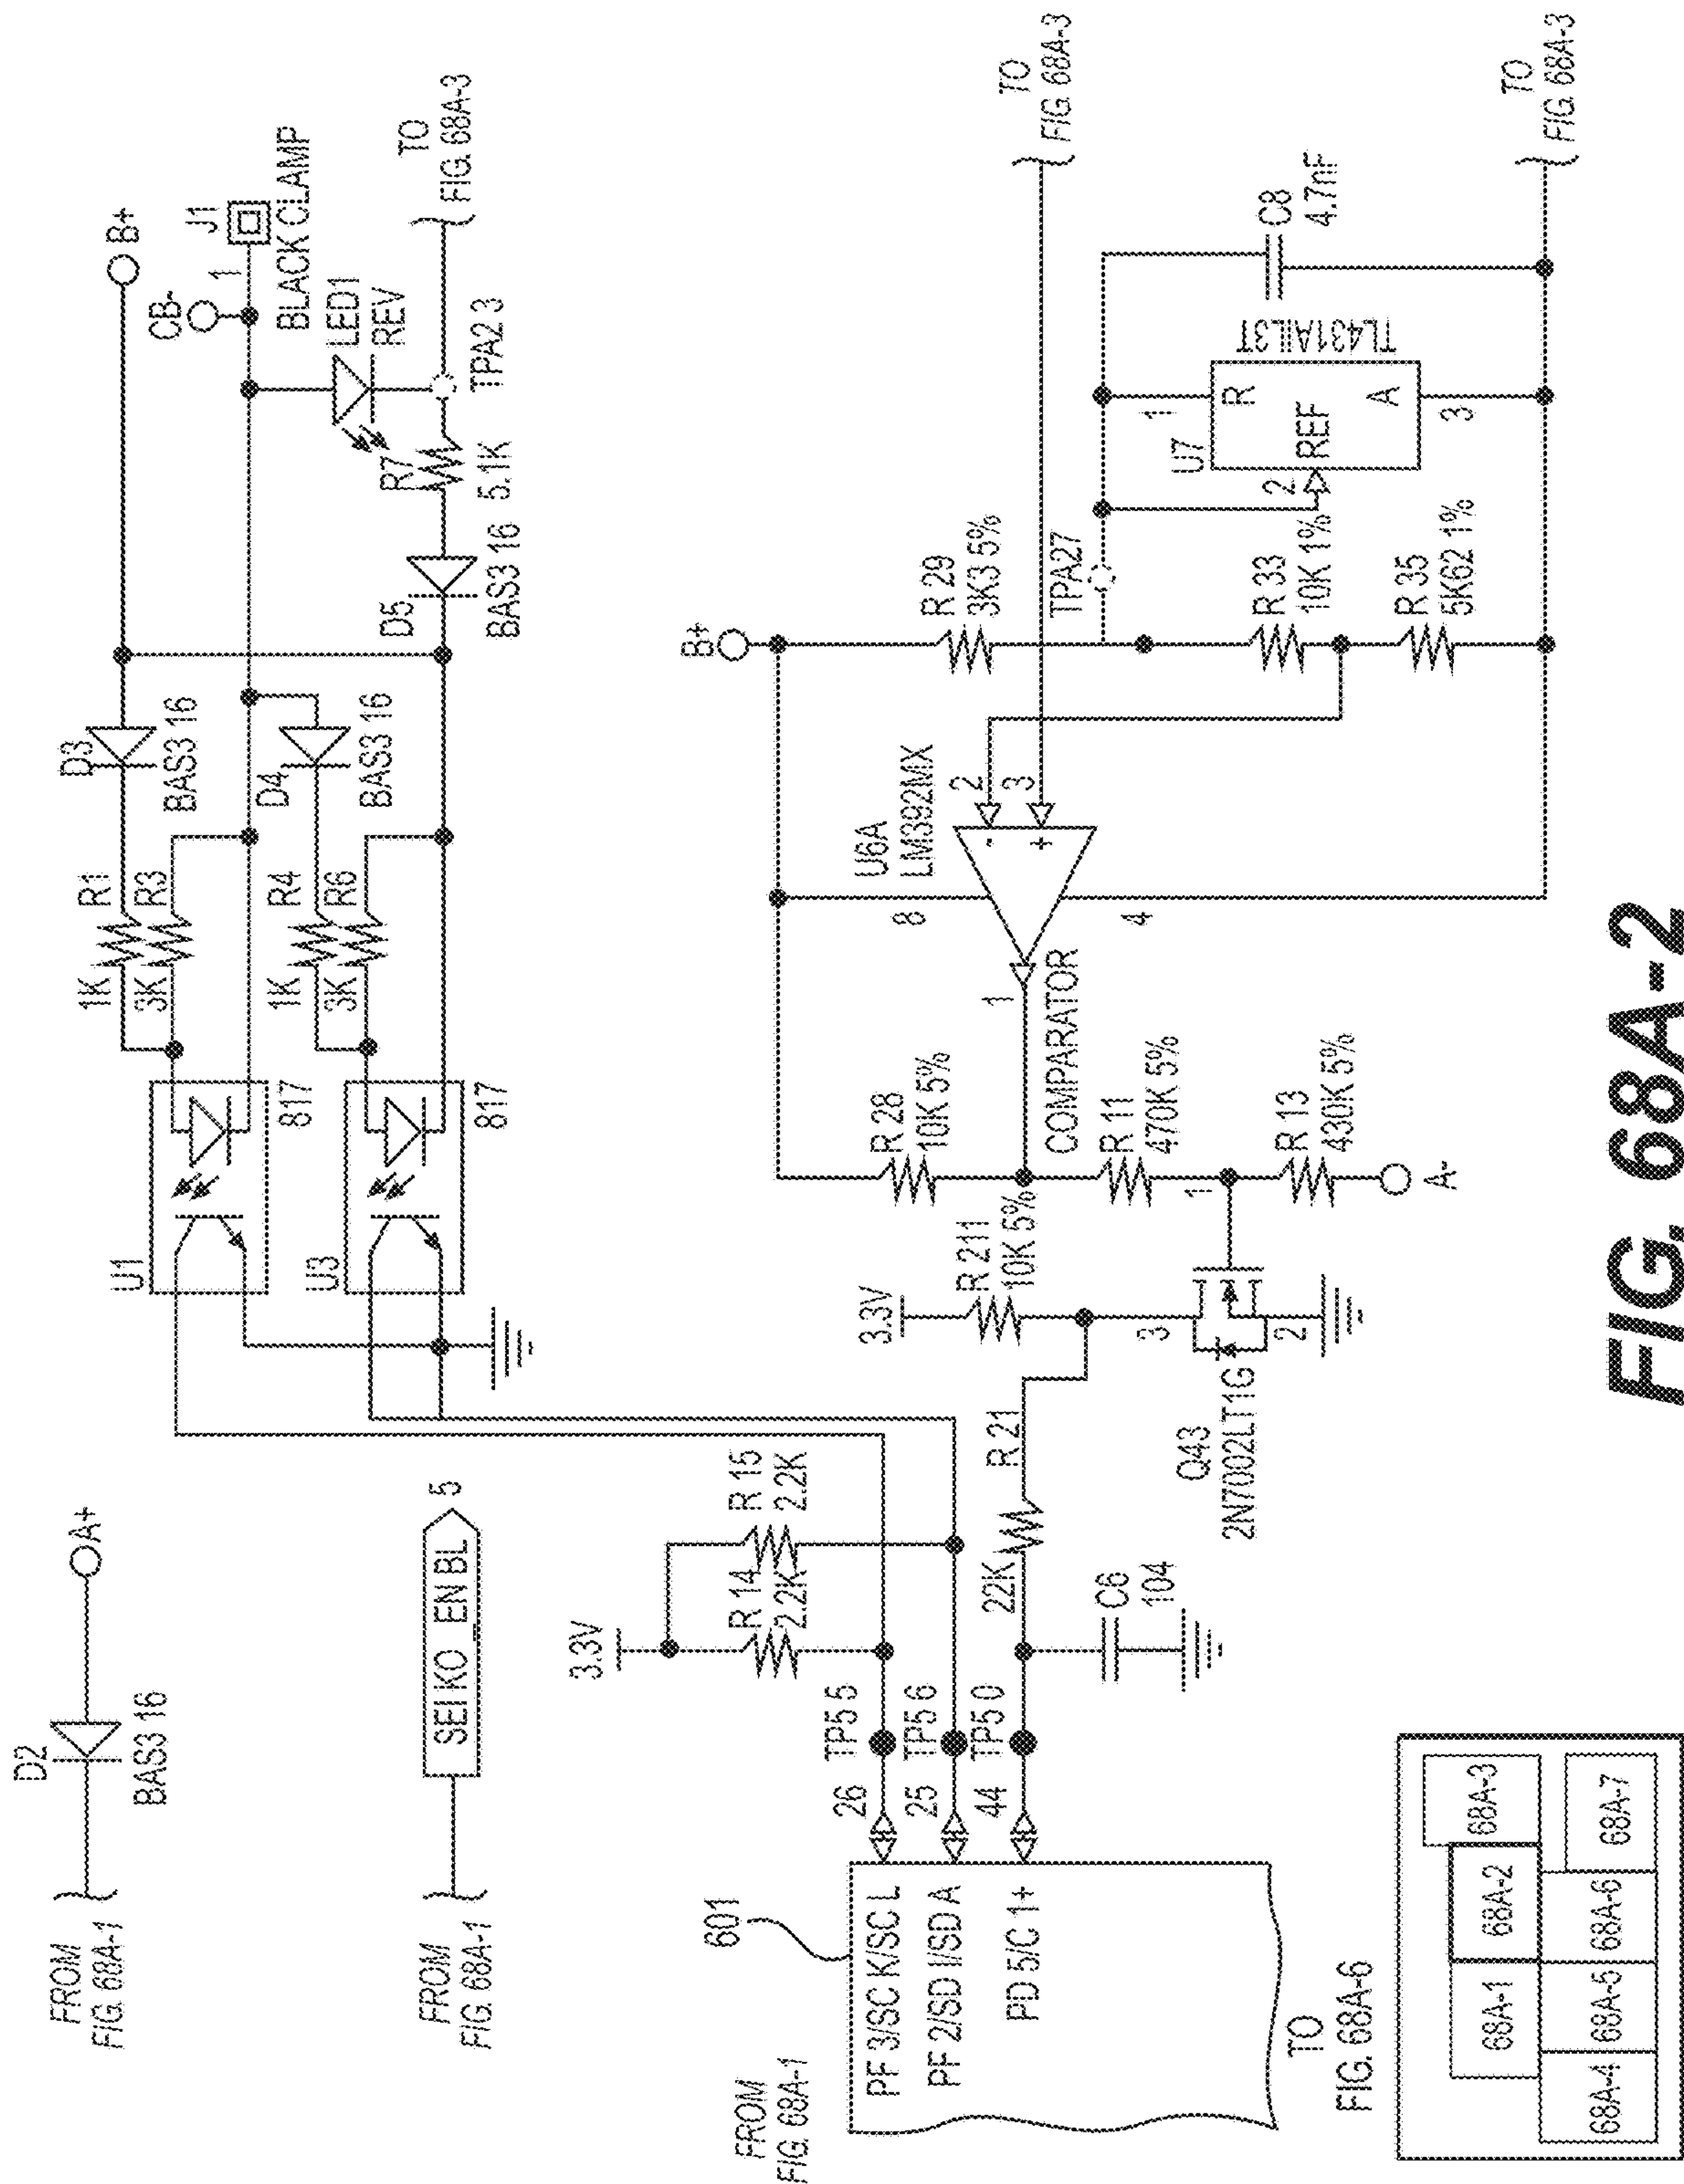 FROM
FIG. 68A-1
D2
BAS3 16
A+
FROM
FIG. 68A-1
SEI KO_EN BL
5
U1
817
1K
R1
3K
R3
D3
BAS3 16
B+
U3
817
1K
R4
3K
R6
D4
BAS3 16
CB-
J1
1
BLACK CLAMP
LED1
REV
D5
BAS3 16
R7
5.1K
TPA2 3
TO
FIG. 68A-3
FROM
FIG. 68A-1
601
PF 3/SC K/SC L
PF 2/SD I/SD A
PD 5/C 1+
26
25
44
TP5 5
TP5 6
TP5 0
3.3V
R 14
2.2K
R 15
2.2K
22K
R 21
C6
104
3.3V
R 211
10K 5%
Q43
2N7002LT1G
3
2
1
R 28
10K 5%
COMPARATOR
R 11
470K 5%
R 13
430K 5%
A-
1
8
4
U6A
LM392MX
2
3
-
+
B+
R 29
3K3 5%
TPA27
R 33
10K 1%
R 35
5K62 1%
U7
1
2
3
R
REF
A
TL431AIL3T
C8
4.7nF
TO
FIG. 68A-3
TO
FIG. 68A-3
TO
FIG. 68A-6
68A-1
68A-2
68A-3
68A-4
68A-5
68A-6
68A-7
FIG. 68A-2